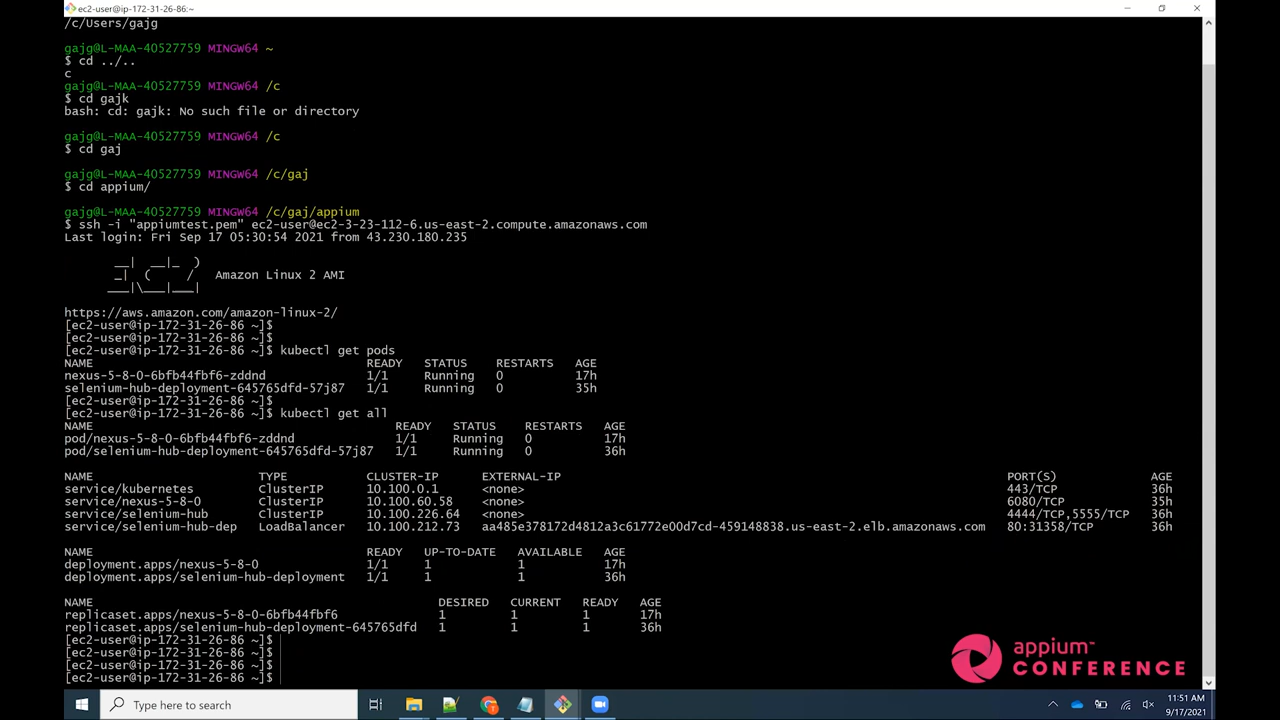 ec2-user@ip-172-31-26-86:~
/c/Users/gajg
gajg@L-MAA-40527759 MINGW64 ~
$ cd ../..
c
gajg@L-MAA-40527759 MINGW64 /c
$ cd gajk
bash: cd: gajk: No such file or directory
gajg@L-MAA-40527759 MINGW64 /c
$ cd gaj
gajg@L-MAA-40527759 MINGW64 /c/gaj
$ cd appium/
gajg@L-MAA-40527759 MINGW64 /c/gaj/appium
$ ssh -i "appiumtest.pem" ec2-user@ec2-3-23-112-6.us-east-2.compute.amazonaws.com
Last login: Fri Sep 17 05:30:54 2021 from 43.230.180.235
__| __|_ )
_| ( / Amazon Linux 2 AMI
___|\___|___|
https://aws.amazon.com/amazon-linux-2/
[ec2-user@ip-172-31-26-86 ~]$
[ec2-user@ip-172-31-26-86 ~]$
[ec2-user@ip-172-31-26-86 ~]$ kubectl get pods
NAME READY STATUS RESTARTS AGE
nexus-5-8-0-6bfb44fbf6-zddnd 1/1 Running 0 17h
selenium-hub-deployment-645765dfd-57j87 1/1 Running 0 35h
[ec2-user@ip-172-31-26-86 ~]$
[ec2-user@ip-172-31-26-86 ~]$ kubectl get all
NAME READY STATUS RESTARTS AGE
pod/nexus-5-8-0-6bfb44fbf6-zddnd 1/1 Running 0 17h
pod/selenium-hub-deployment-645765dfd-57j87 1/1 Running 0 36h
NAME TYPE CLUSTER-IP EXTERNAL-IP PORT(S) AGE
service/kubernetes ClusterIP 10.100.0.1 <none> 443/TCP 36h
service/nexus-5-8-0 ClusterIP 10.100.60.58 <none> 6080/TCP 35h
service/selenium-hub ClusterIP 10.100.226.64 <none> 4444/TCP,5555/TCP 36h
service/selenium-hub-dep LoadBalancer 10.100.212.73 aa485e378172d4812a3c61772e00d7cd-459148838.us-east-2.elb.amazonaws.com 80:31358/TCP 36h
NAME READY UP-TO-DATE AVAILABLE AGE
deployment.apps/nexus-5-8-0 1/1 1 1 17h
deployment.apps/selenium-hub-deployment 1/1 1 1 36h
NAME DESIRED CURRENT READY AGE
replicaset.apps/nexus-5-8-0-6bfb44fbf6 1 1 1 17h
replicaset.apps/selenium-hub-deployment-645765dfd 1 1 1 36h
[ec2-user@ip-172-31-26-86 ~]$
[ec2-user@ip-172-31-26-86 ~]$
[ec2-user@ip-172-31-26-86 ~]$
[ec2-user@ip-172-31-26-86 ~]$
appium™
CONFERENCE
Type here to search
11:51 AM
9/17/2021